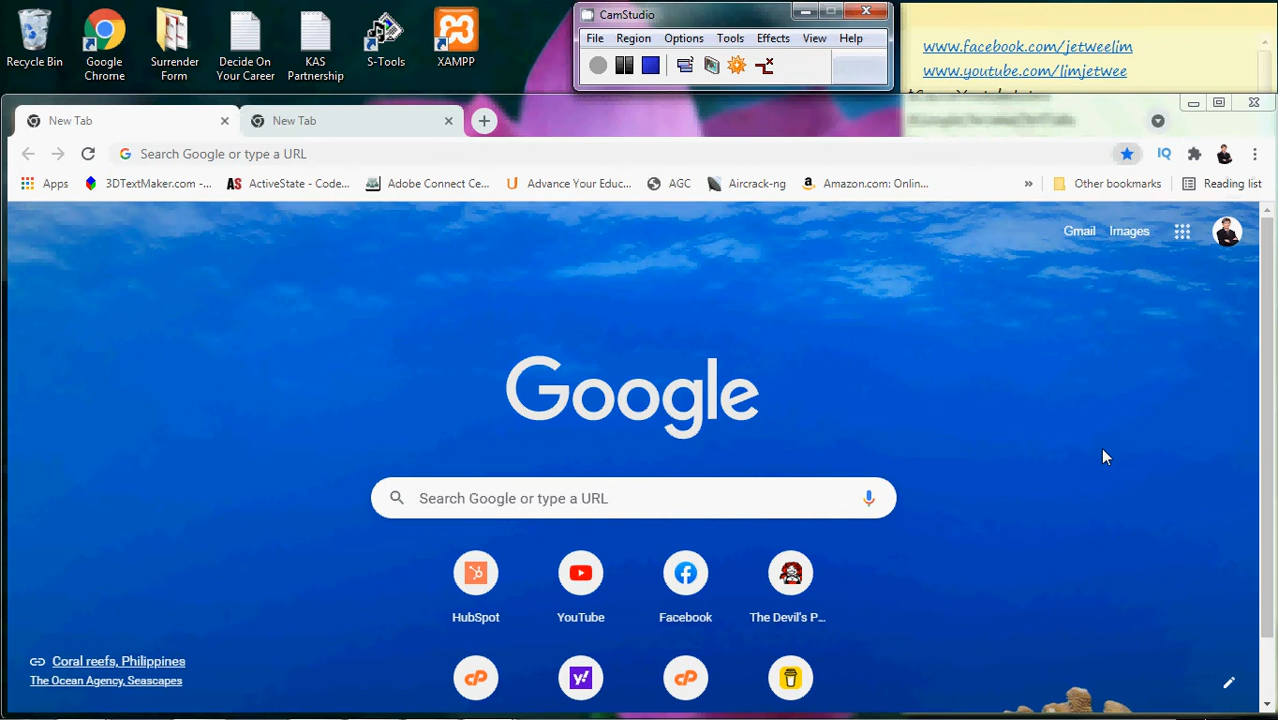 Recycle Bin
Google
Chrome
Surrender
Form
Decide On
Your Career
KAS
Partnership
S-Tools
XAMPP
CamStudio
File Region Options Tools Effects View Help
www.facebook.com/jetweelim
www.youtube.com/limjetwee
New Tab
New Tab
Search Google or type a URL
IQ
Apps
3DTextMaker.com -...
AS ActiveState - Code...
Adobe Connect Ce...
U Advance Your Educ...
AGC
Aircrack-ng
a Amazon.com: Onlin...
»
Other bookmarks
Reading list
Gmail Images
Google
Search Google or type a URL
HubSpot
YouTube
Facebook
The Devil's P...
cP
y!
cP
Coral reefs, Philippines
The Ocean Agency, Seascapes